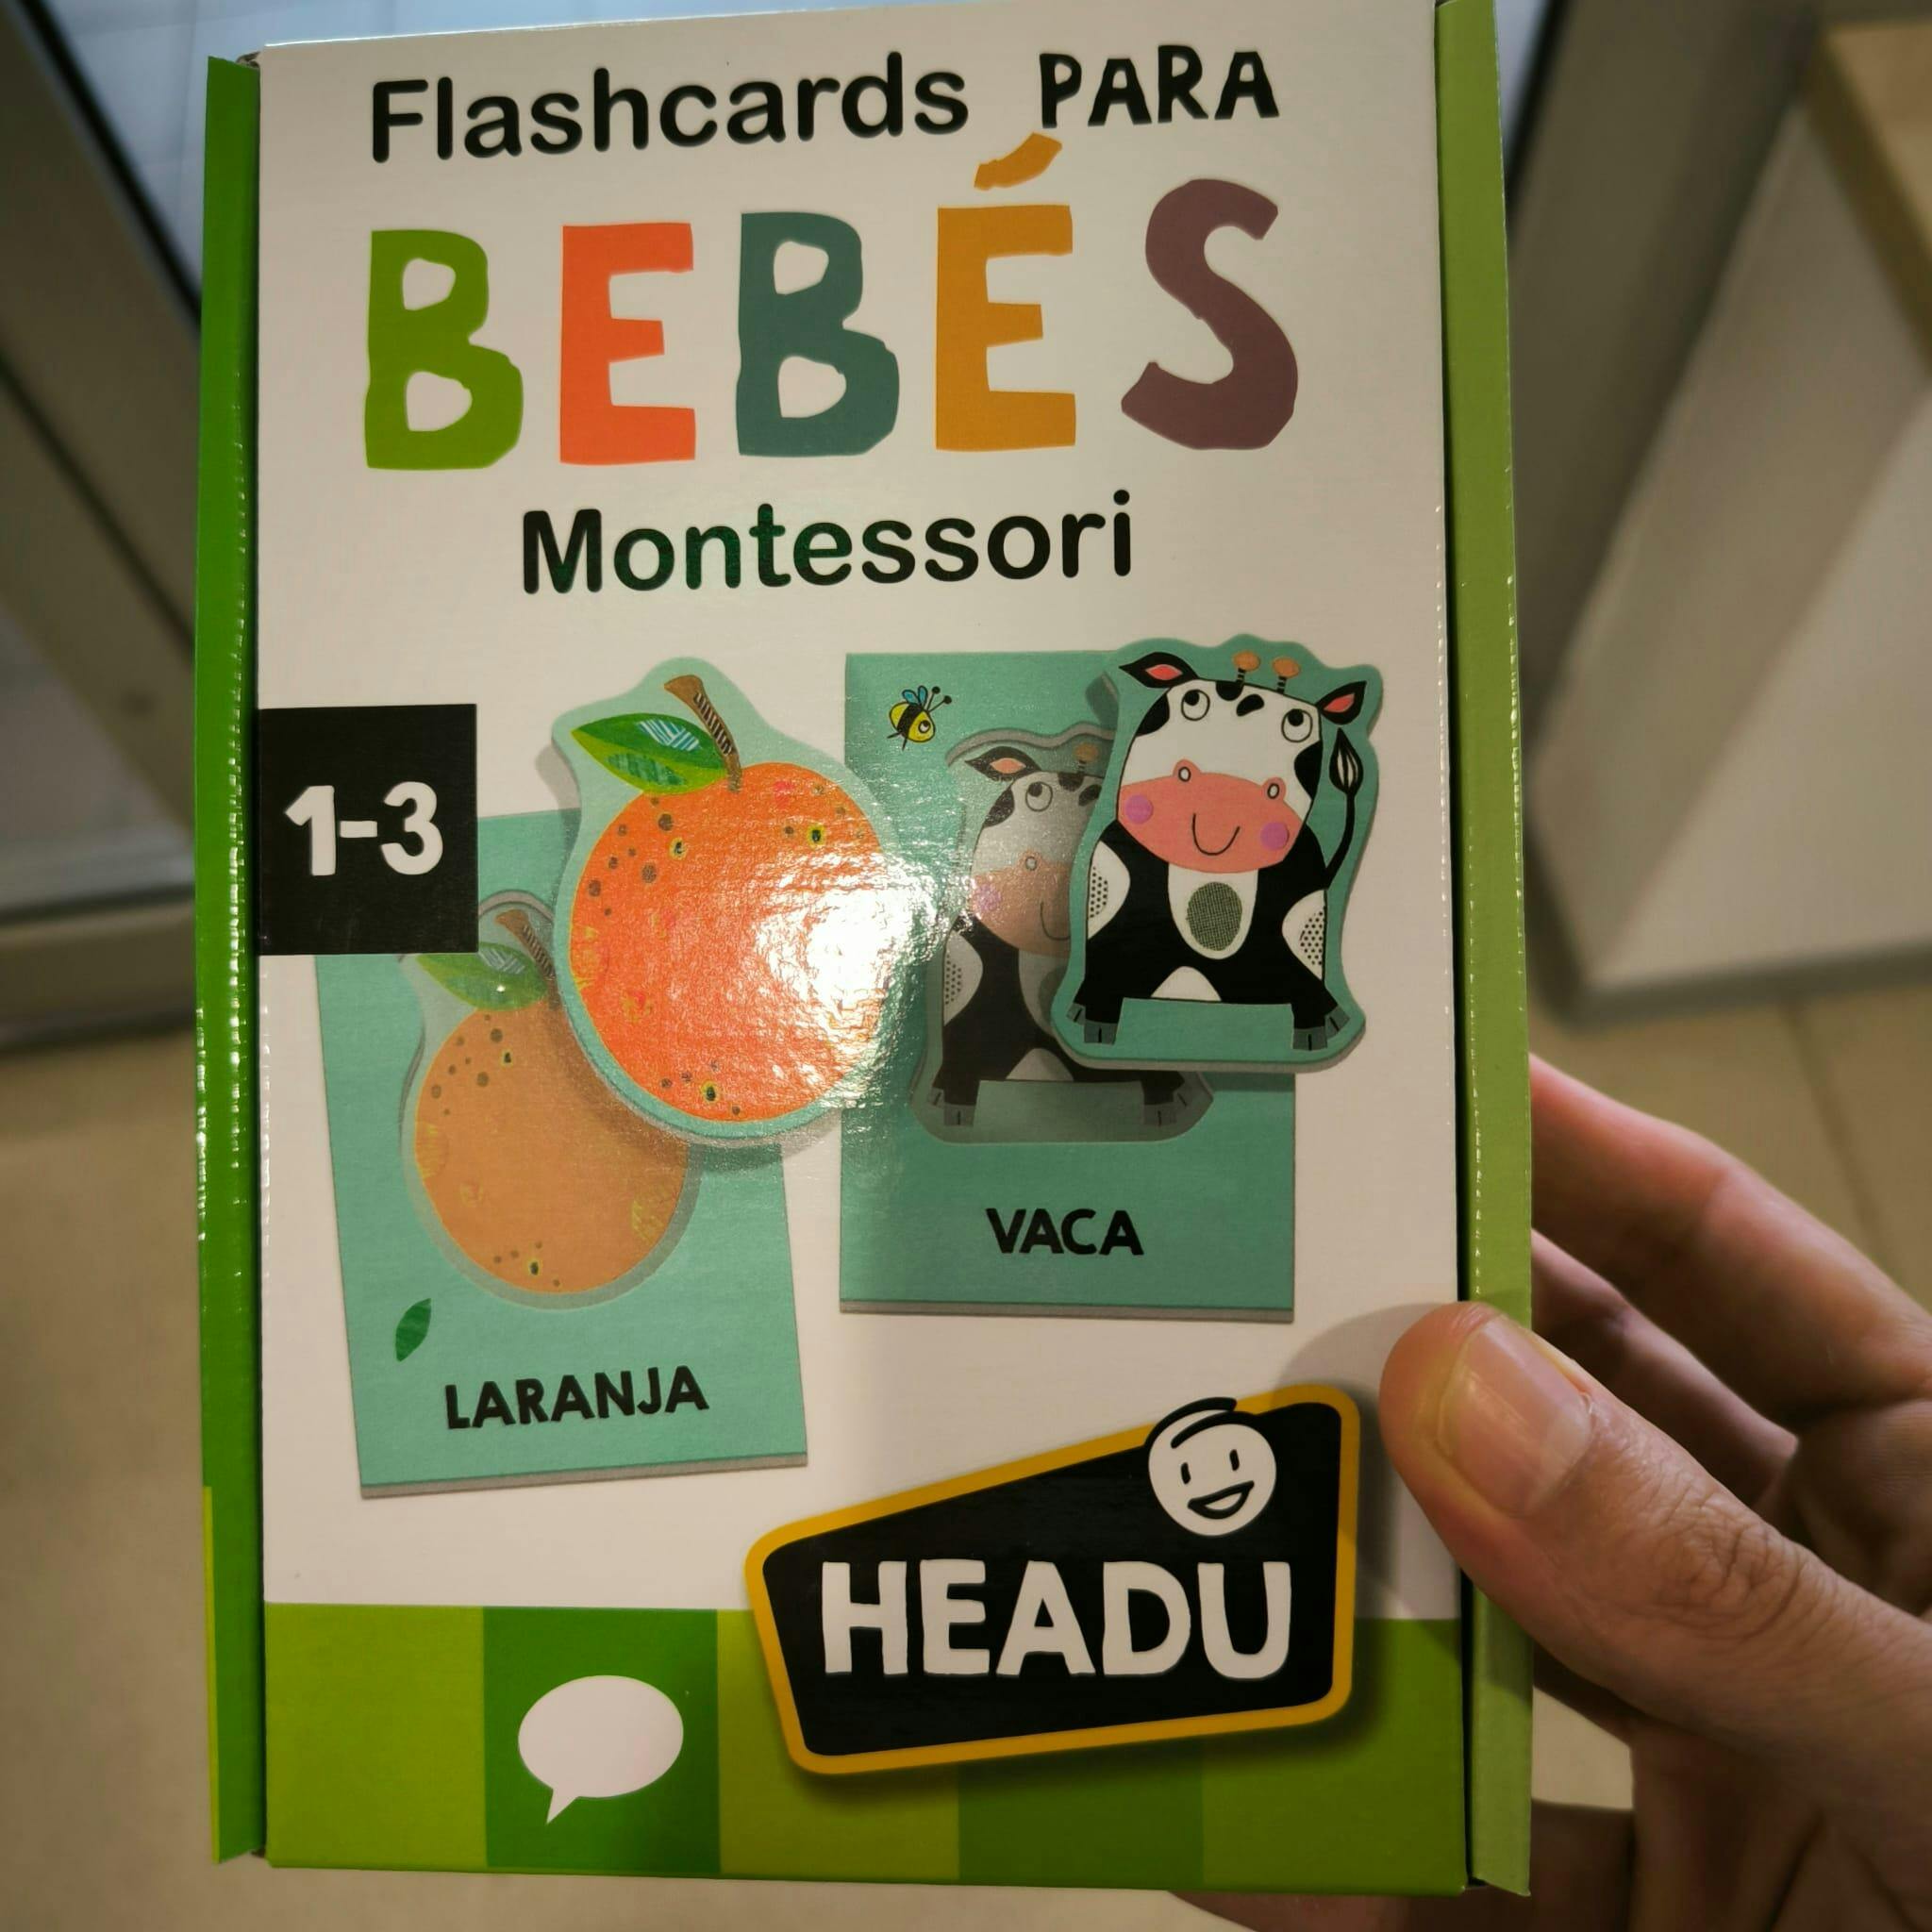 Flashcards PARA
BEBÉS
Montessori
1-3
VACA
LARANJA
HEADU